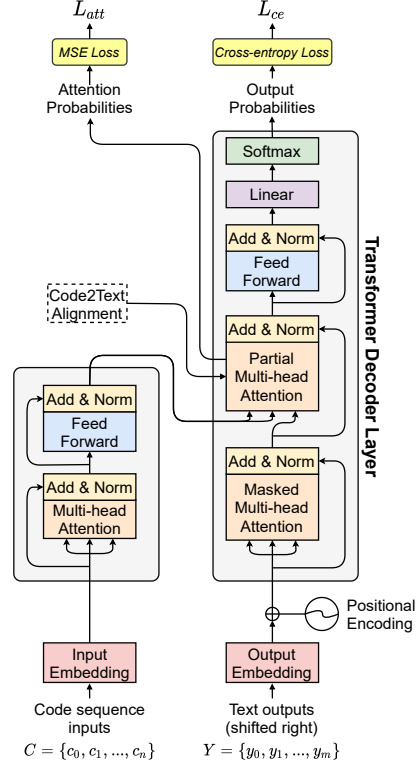 L_att
L_ce
MSE Loss
Cross-entropy Loss
Attention
Probabilities
Output
Probabilities
Softmax
Linear
Add & Norm
Feed
Forward
Transformer Decoder Layer
Code2Text
Alignment
Add & Norm
Partial
Multi-head
Attention
Add & Norm
Feed
Forward
Add & Norm
Multi-head
Attention
Add & Norm
Masked
Multi-head
Attention
Positional
Encoding
Input
Embedding
Output
Embedding
Code sequence
inputs
Text outputs
(shifted right)
C = {c_0, c_1, ..., c_n}
Y = {y_0, y_1, ..., y_m}